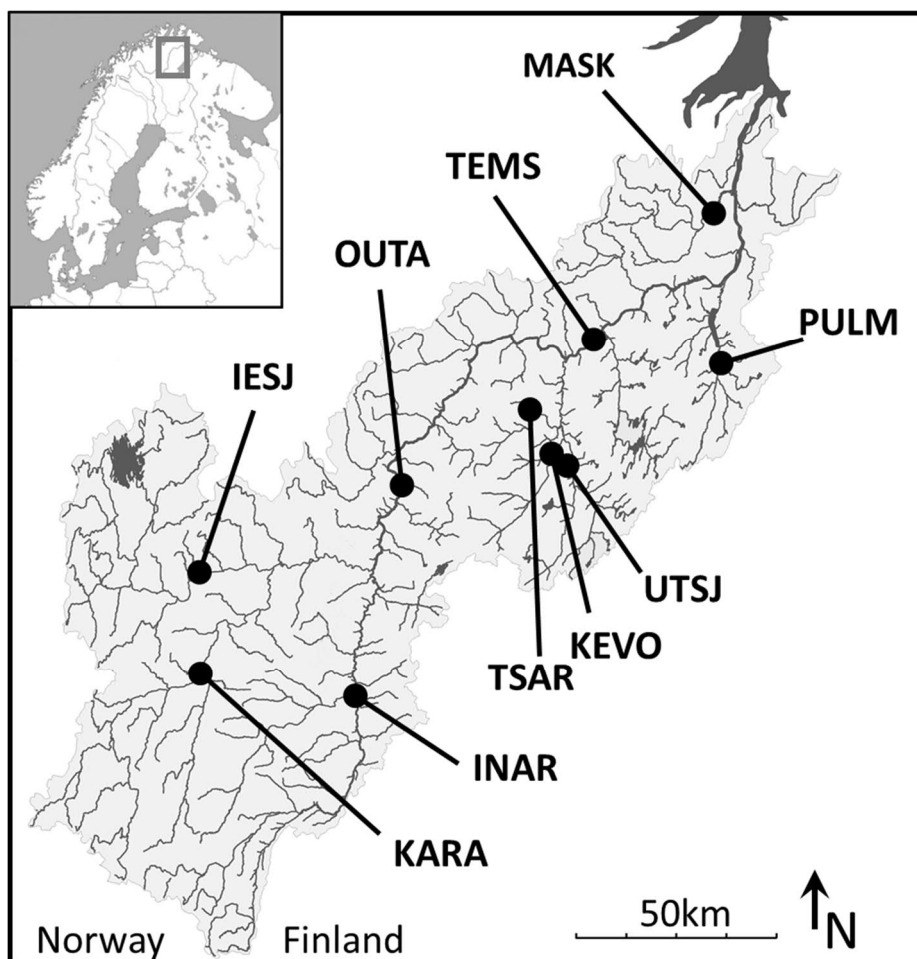 MASK
TEMS
OUTA
PULM
IESJ
UTSJ
KEVO
TSAR
INAR
KARA
50km
N
Norway
Finland